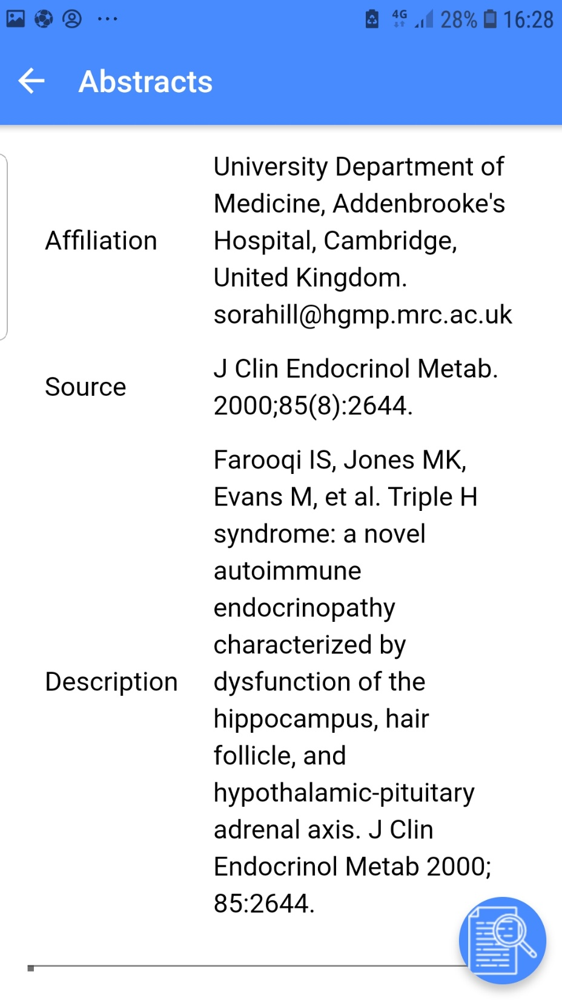 4G 28% 16:28
Abstracts
Affiliation
University Department of
Medicine, Addenbrooke's
Hospital, Cambridge,
United Kingdom.
sorahill@hgmp.mrc.ac.uk
Source
J Clin Endocrinol Metab.
2000;85(8):2644.
Description
Farooqi IS, Jones MK,
Evans M, et al. Triple H
syndrome: a novel
autoimmune
endocrinopathy
characterized by
dysfunction of the
hippocampus, hair
follicle, and
hypothalamic-pituitary
adrenal axis. J Clin
Endocrinol Metab 2000;
85:2644.